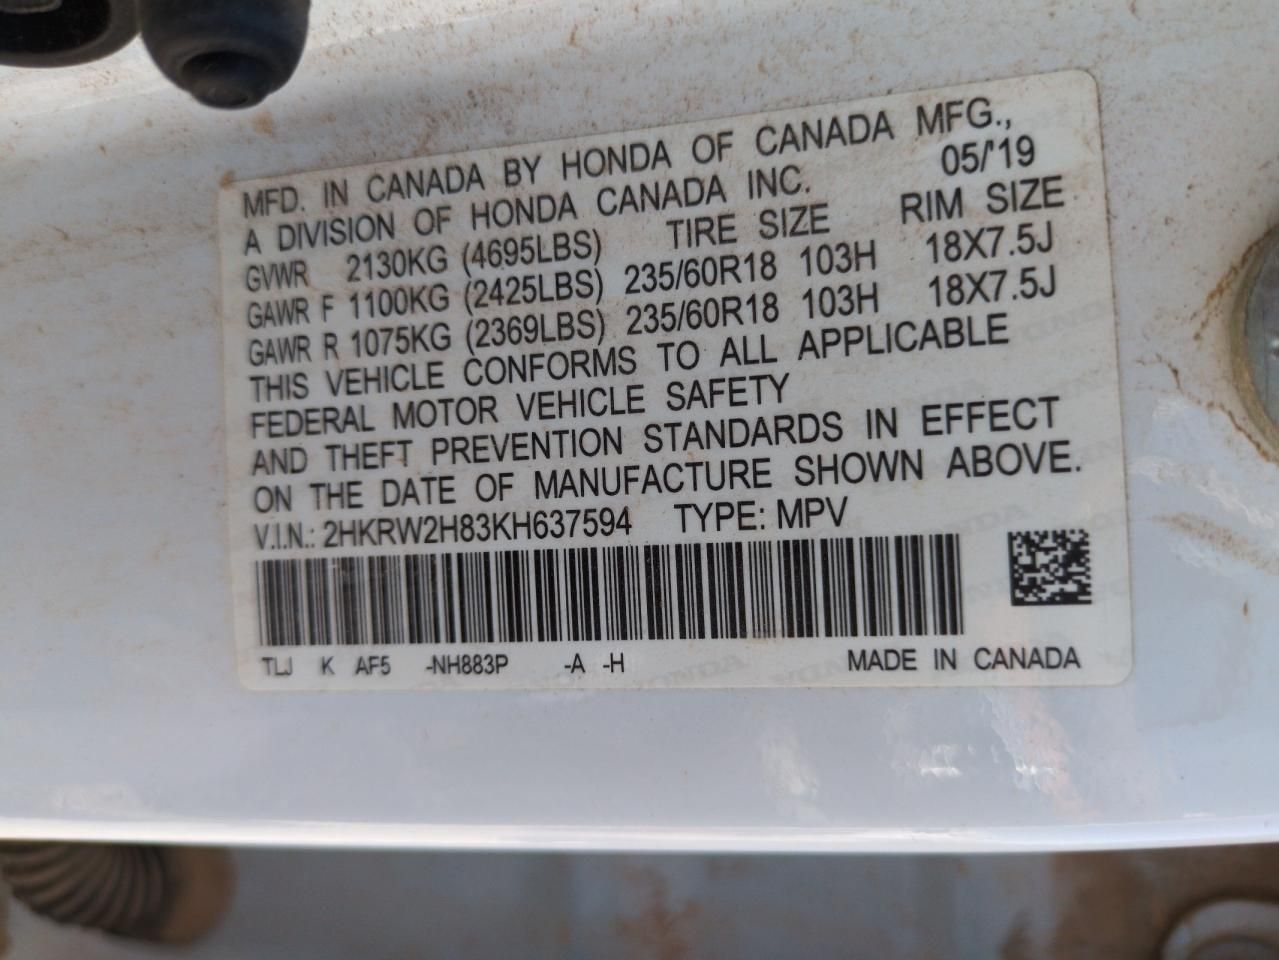 MFD. IN CANADA BY HONDA OF CANADA MFG.,
A DIVISION OF HONDA CANADA INC. 05/'19
GVWR 2130KG (4695LBS) TIRE SIZE RIM SIZE
GAWR F 1100KG (2425LBS) 235/60R18 103H 18X7.5J
GAWR R 1075KG (2369LBS) 235/60R18 103H 18X7.5J
THIS VEHICLE CONFORMS TO ALL APPLICABLE
FEDERAL MOTOR VEHICLE SAFETY
AND THEFT PREVENTION STANDARDS IN EFFECT
ON THE DATE OF MANUFACTURE SHOWN ABOVE.
V.I.N.: 2HKRW2H83KH637594 TYPE: MPV
TLJ K AF5 -NH883P -A -H MADE IN CANADA